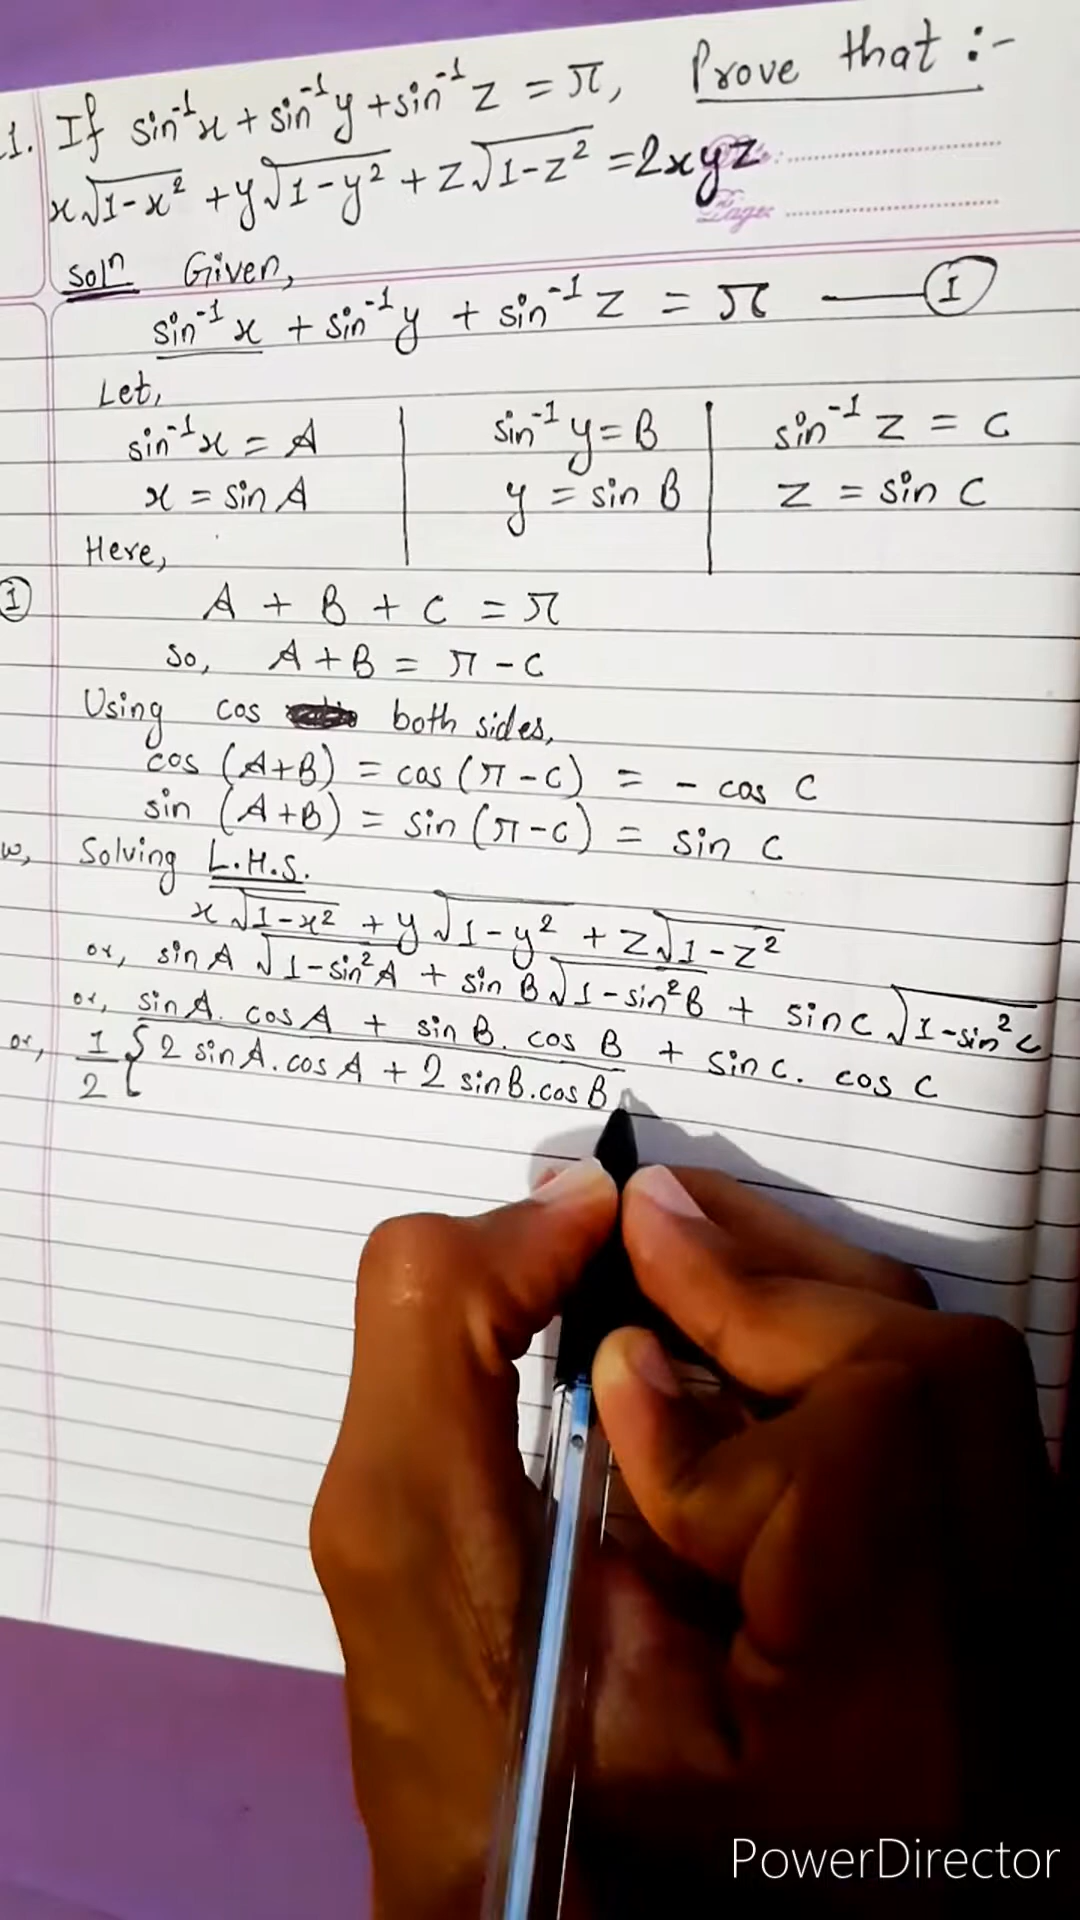 1. If sin⁻¹x + sin⁻¹y + sin⁻¹z = π, Prove that :-
x√1-x² + y√1-y² + z√1-z² = 2xyz
Page:
Solⁿ Given,
sin⁻¹x + sin⁻¹y + sin⁻¹z = π — I
Let,
sin⁻¹x = A | sin⁻¹y = B | sin⁻¹z = C
x = sin A | y = sin B | z = sin C
Here,
I
A + B + C = π
So, A + B = π - C
Using cos both sides,
cos (A+B) = cos (π - C) = - cos C
sin (A+B) = sin (π - C) = sin C
w, Solving L.H.S.
x√1-x² + y√1-y² + z√1-z²
or, sin A √1-sin²A + sin B √1-sin²B + sin C √1-sin²C
or, sin A. cos A + sin B. cos B + sin C. cos C
or, 1/2 { 2 sin A. cos A + 2 sin B. cos B
PowerDirector